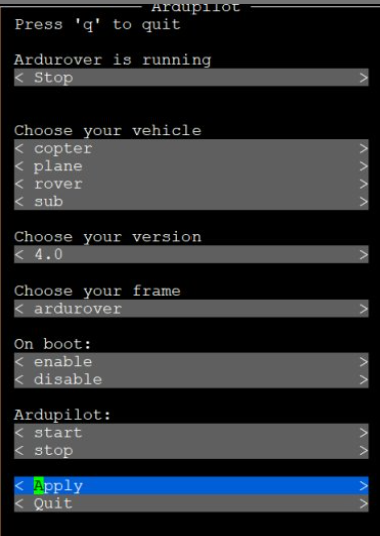 Ardupilot
Press 'q' to quit
Ardurover is running
< Stop >
Choose your vehicle
< copter >
< plane >
< rover >
< sub >
Choose your version
< 4.0 >
Choose your frame
< ardurover >
On boot:
< enable >
< disable >
Ardupilot:
< start >
< stop >
< Apply >
< Quit >